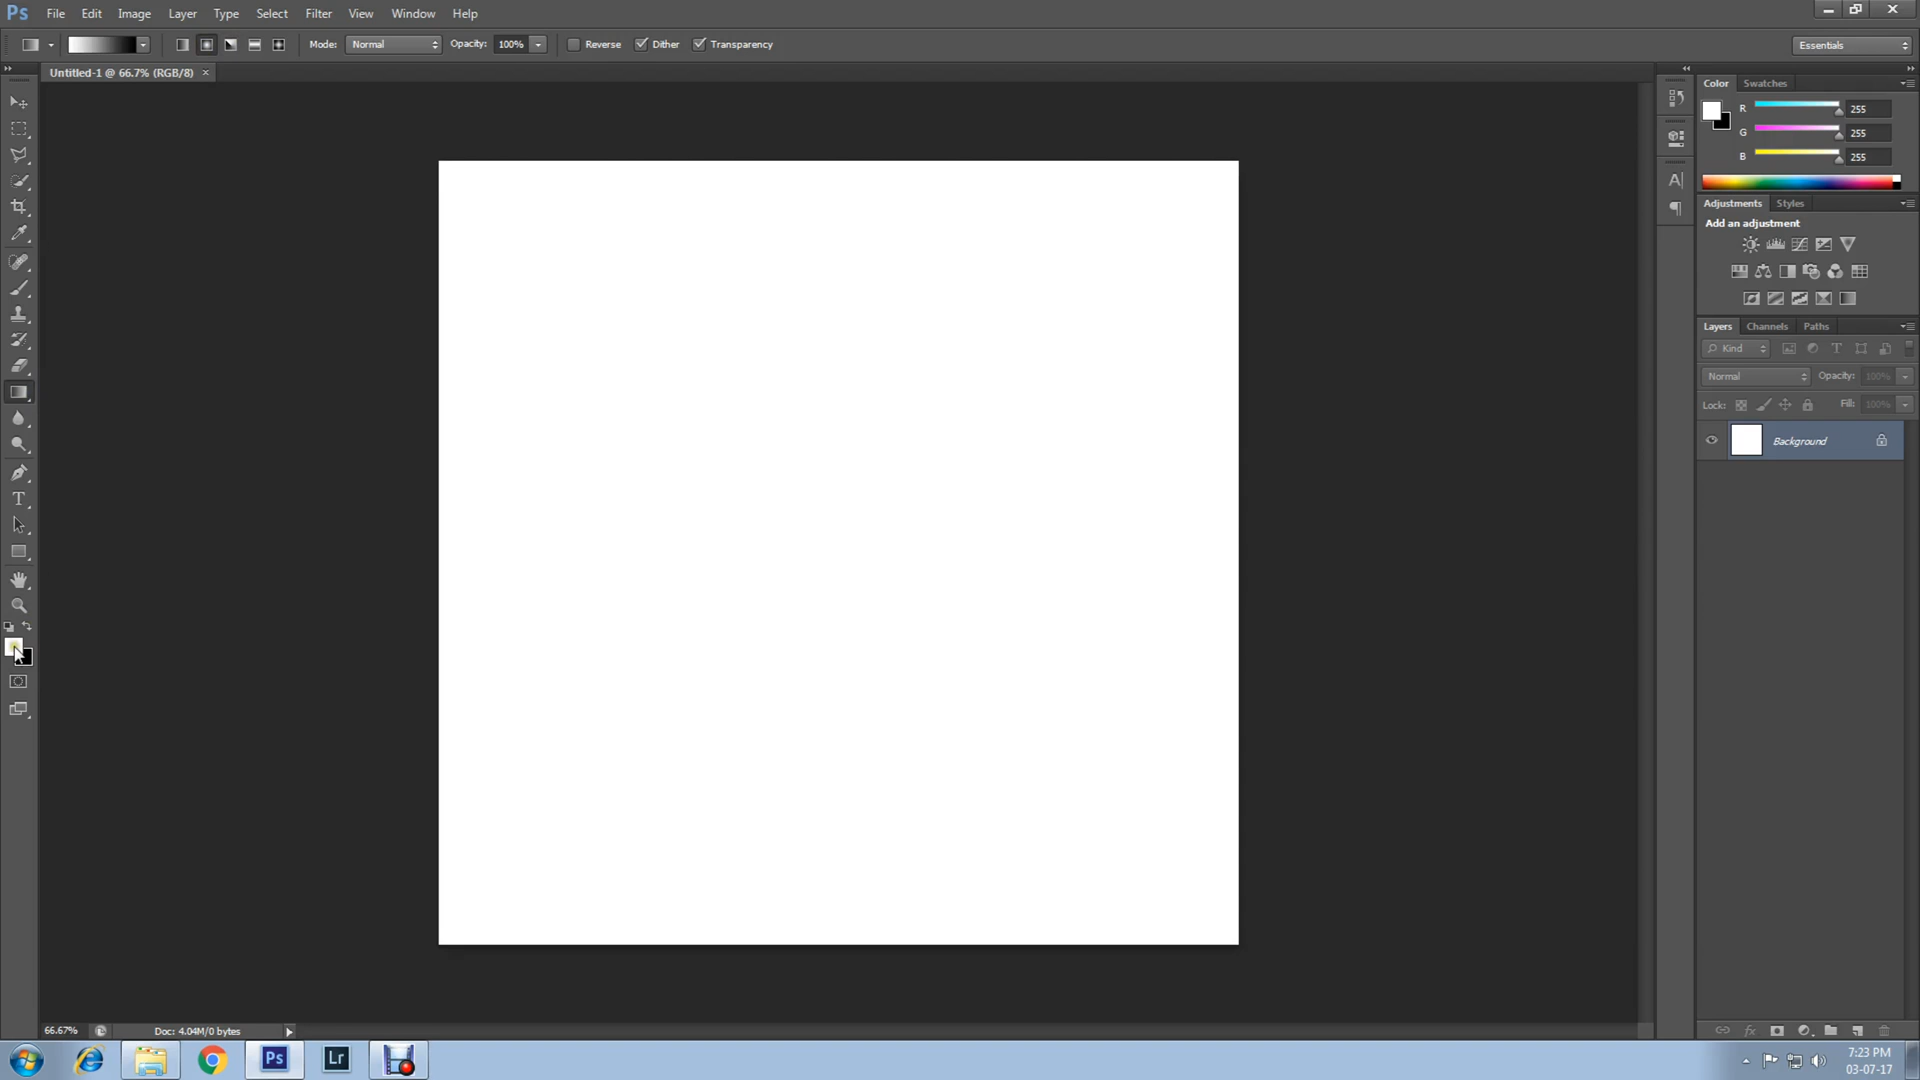 Ps File Edit Image Layer Type Select Filter View Window Help
Mode: Normal Opacity: 100% Reverse Dither Transparency Essentials
Untitled-1 @ 66.7% (RGB/8) ×
Color Swatches
R 255
G 255
B 255
Adjustments Styles
Add an adjustment
Layers Channels Paths
Kind
Normal Opacity: 100%
Lock: Fill: 100%
Background
T
66.67% Doc: 4.04M/0 bytes
Ps Lr
7:23 PM
03-07-17